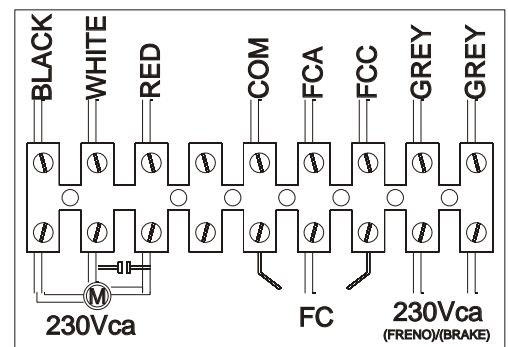 BLACK
WHITE
RED
COM
FCA
FCC
GREY
GREY
M
230Vca
FC
230Vca
(FRENO)/(BRAKE)